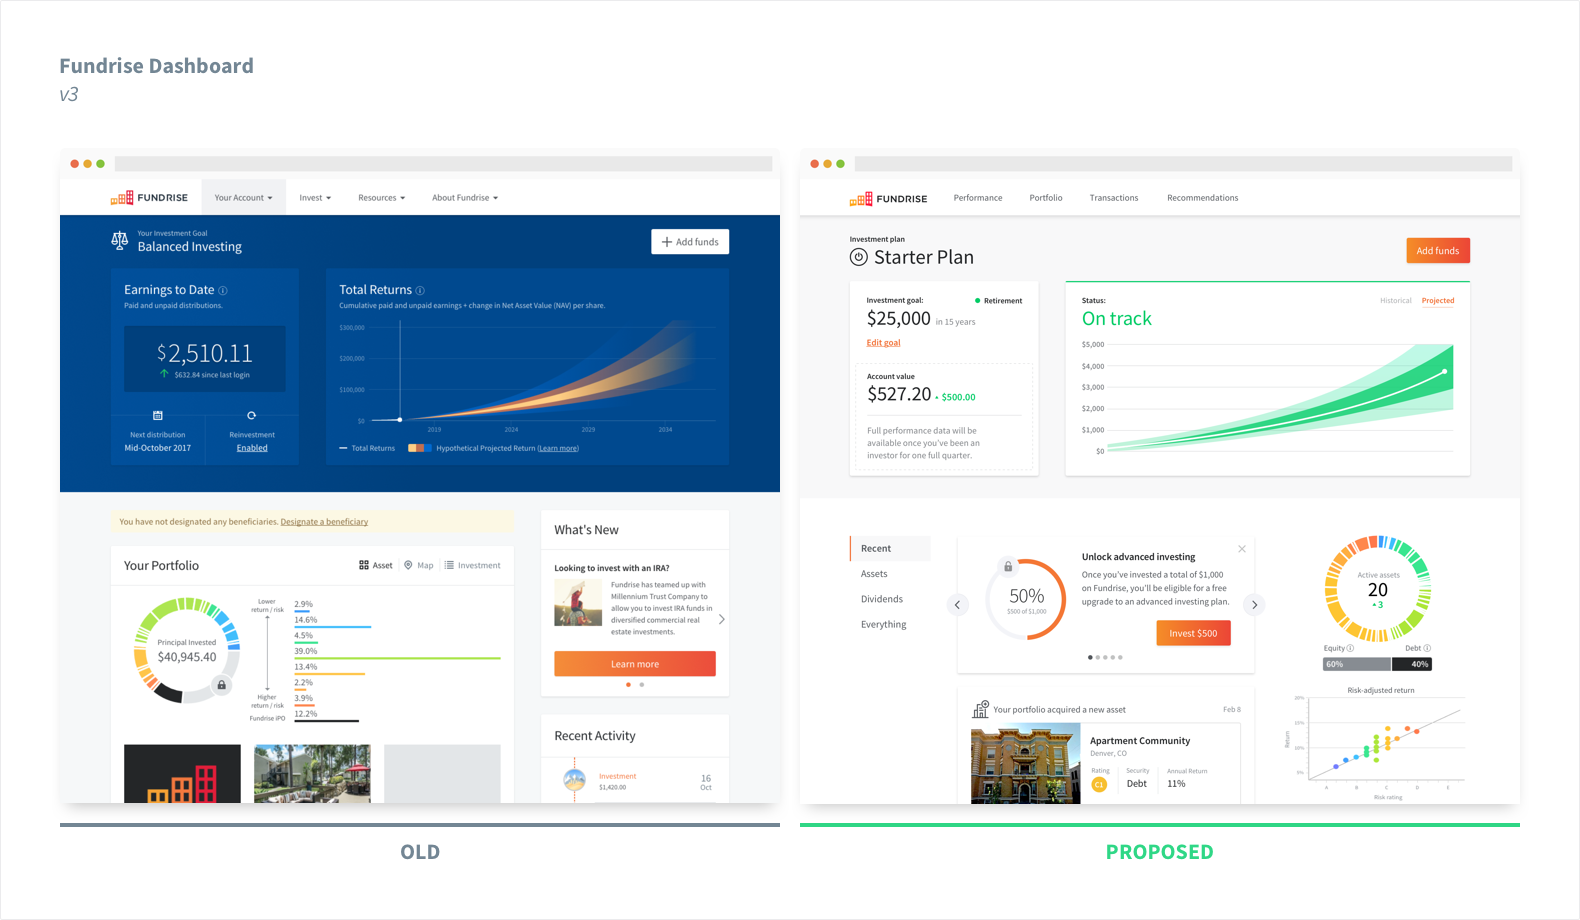 Fundrise Dashboard
v3
FUNDRISE
Your Account
Invest
Resources
About Fundrise
Your Investment Goal
Balanced Investing
Add funds
Earnings to Date
Paid and unpaid distributions.
$2,510.11
$632.84 since last login
Next distribution
Mid-October 2017
Reinvestment
Enabled
Total Returns
Cumulative paid and unpaid earnings + change in Net Asset Value (NAV) per share.
$300,000
$200,000
$100,000
$0
2019
2024
2029
2034
Total Returns
Hypothetical Projected Return (Learn more)
You have not designated any beneficiaries. Designate a beneficiary
Your Portfolio
Asset
Map
Investment
Principal Invested
$40,945.40
Lower
return / risk
Higher
return / risk
Fundrise iPO
2.9%
14.6%
4.5%
39.0%
13.4%
2.2%
3.9%
12.2%
What's New
Looking to invest with an IRA?
Fundrise has teamed up with
Millennium Trust Company to
allow you to invest IRA funds in
diversified commercial real
estate investments.
Learn more
Recent Activity
Investment
$1,420.00
16
Oct
OLD
FUNDRISE
Performance
Portfolio
Transactions
Recommendations
Investment plan
Starter Plan
Add funds
Investment goal:
Retirement
$25,000 in 15 years
Edit goal
Account value
$527.20 $500.00
Full performance data will be
available once you've been an
investor for one full quarter.
Status:
On track
Historical
Projected
$5,000
$4,000
$3,000
$2,000
$1,000
$0
Recent
Assets
Dividends
Everything
50%
$500 of $1,000
Unlock advanced investing
Once you've invested a total of $1,000
on Fundrise, you'll be eligible for a free
upgrade to an advanced investing plan.
Invest $500
Your portfolio acquired a new asset
Feb 8
Apartment Community
Denver, CO
Rating
C1
Security
Debt
Annual Return
11%
Active assets
20
3
Equity
Debt
60%
40%
Risk-adjusted return
Return
20%
15%
10%
5%
A
B
C
D
E
Risk rating
PROPOSED